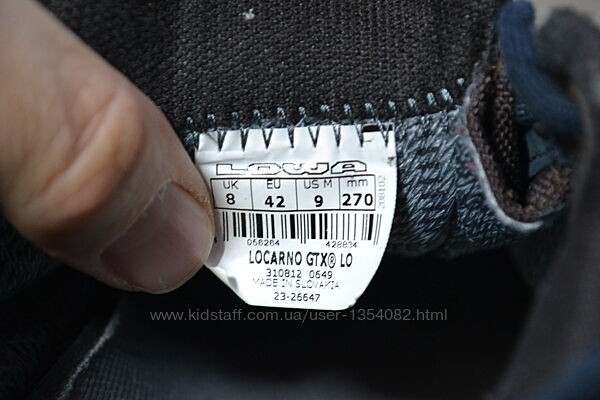 LOWA
UK EU US M mm
8 42 9 270
208102
056264 428834
LOCARNO GTX® LO
310812 0649
MADE IN SLOVAKIA
23-26647
www.kidstaff.com.ua/user-1354082.html